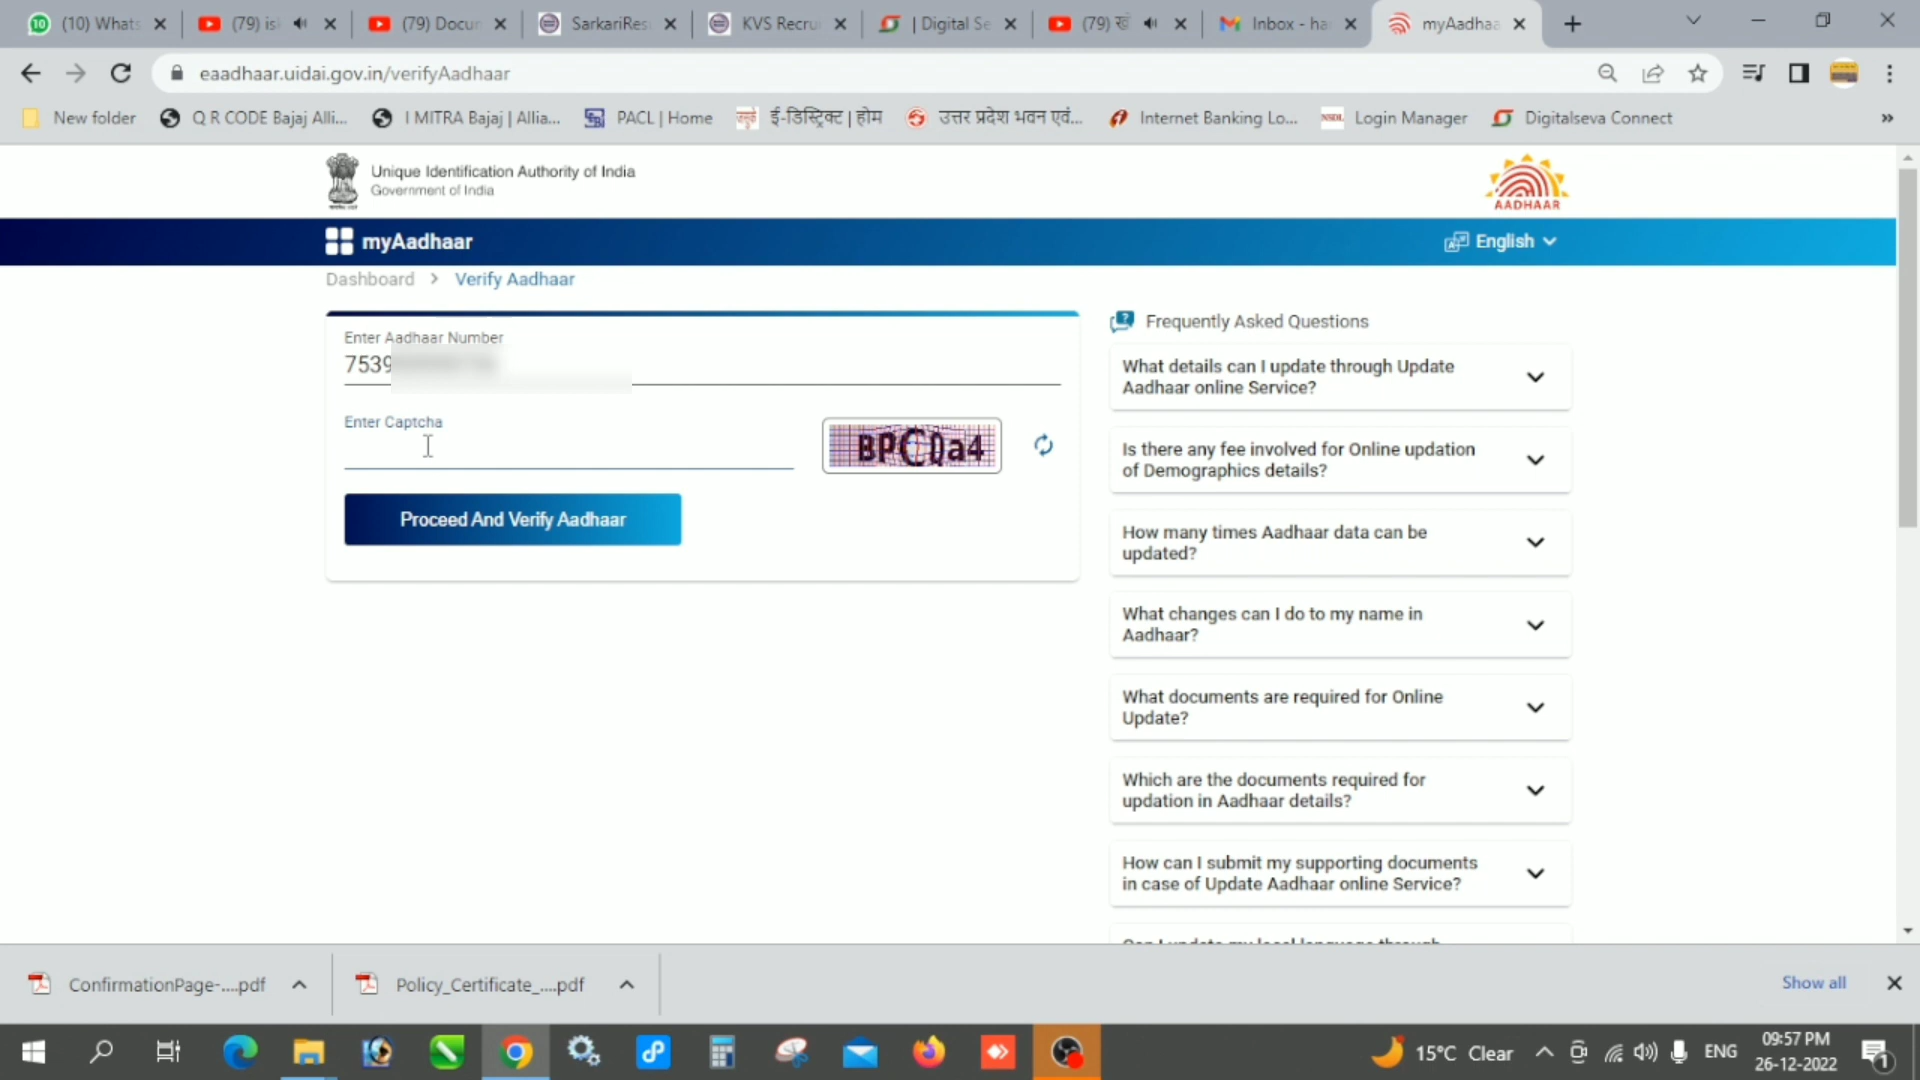 (10) Whats
(79) isl
(79) Docum
SarkariRes
KVS Recru
| Digital Se
(79)
Inbox - ha
myAadhaa
eaadhaar.uidai.gov.in/verifyAadhaar
New folder
Q R CODE Bajaj Alli...
I MITRA Bajaj | Allia...
PACL | Home
ई-डिस्ट्रिक्ट | होम
उत्तर प्रदेश भवन एवं...
Internet Banking Lo...
NSDL
Login Manager
Digitalseva Connect
Unique Identification Authority of India
Government of India
AADHAAR
myAadhaar
English
Dashboard > Verify Aadhaar
Enter Aadhaar Number
7539
Enter Captcha
BPCQa4
Proceed And Verify Aadhaar
Frequently Asked Questions
What details can I update through Update
Aadhaar online Service?
Is there any fee involved for Online updation
of Demographics details?
How many times Aadhaar data can be
updated?
What changes can I do to my name in
Aadhaar?
What documents are required for Online
Update?
Which are the documents required for
updation in Aadhaar details?
How can I submit my supporting documents
in case of Update Aadhaar online Service?
ConfirmationPage-....pdf
Policy_Certificate_....pdf
Show all
15°C Clear
ENG
09:57 PM
26-12-2022
1